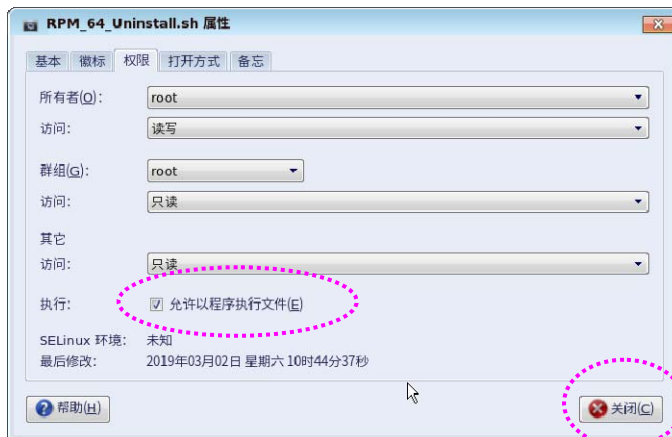 RPM_64_Uninstall.sh 属性
基本 徽标 权限 打开方式 备忘
所有者(O): root
访问: 读写
群组(G): root
访问: 只读
其它
访问: 只读
执行: 允许以程序执行文件(E)
SELinux 环境: 未知
最后修改: 2019年03月02日 星期六 10时44分37秒
帮助(H) 关闭(C)